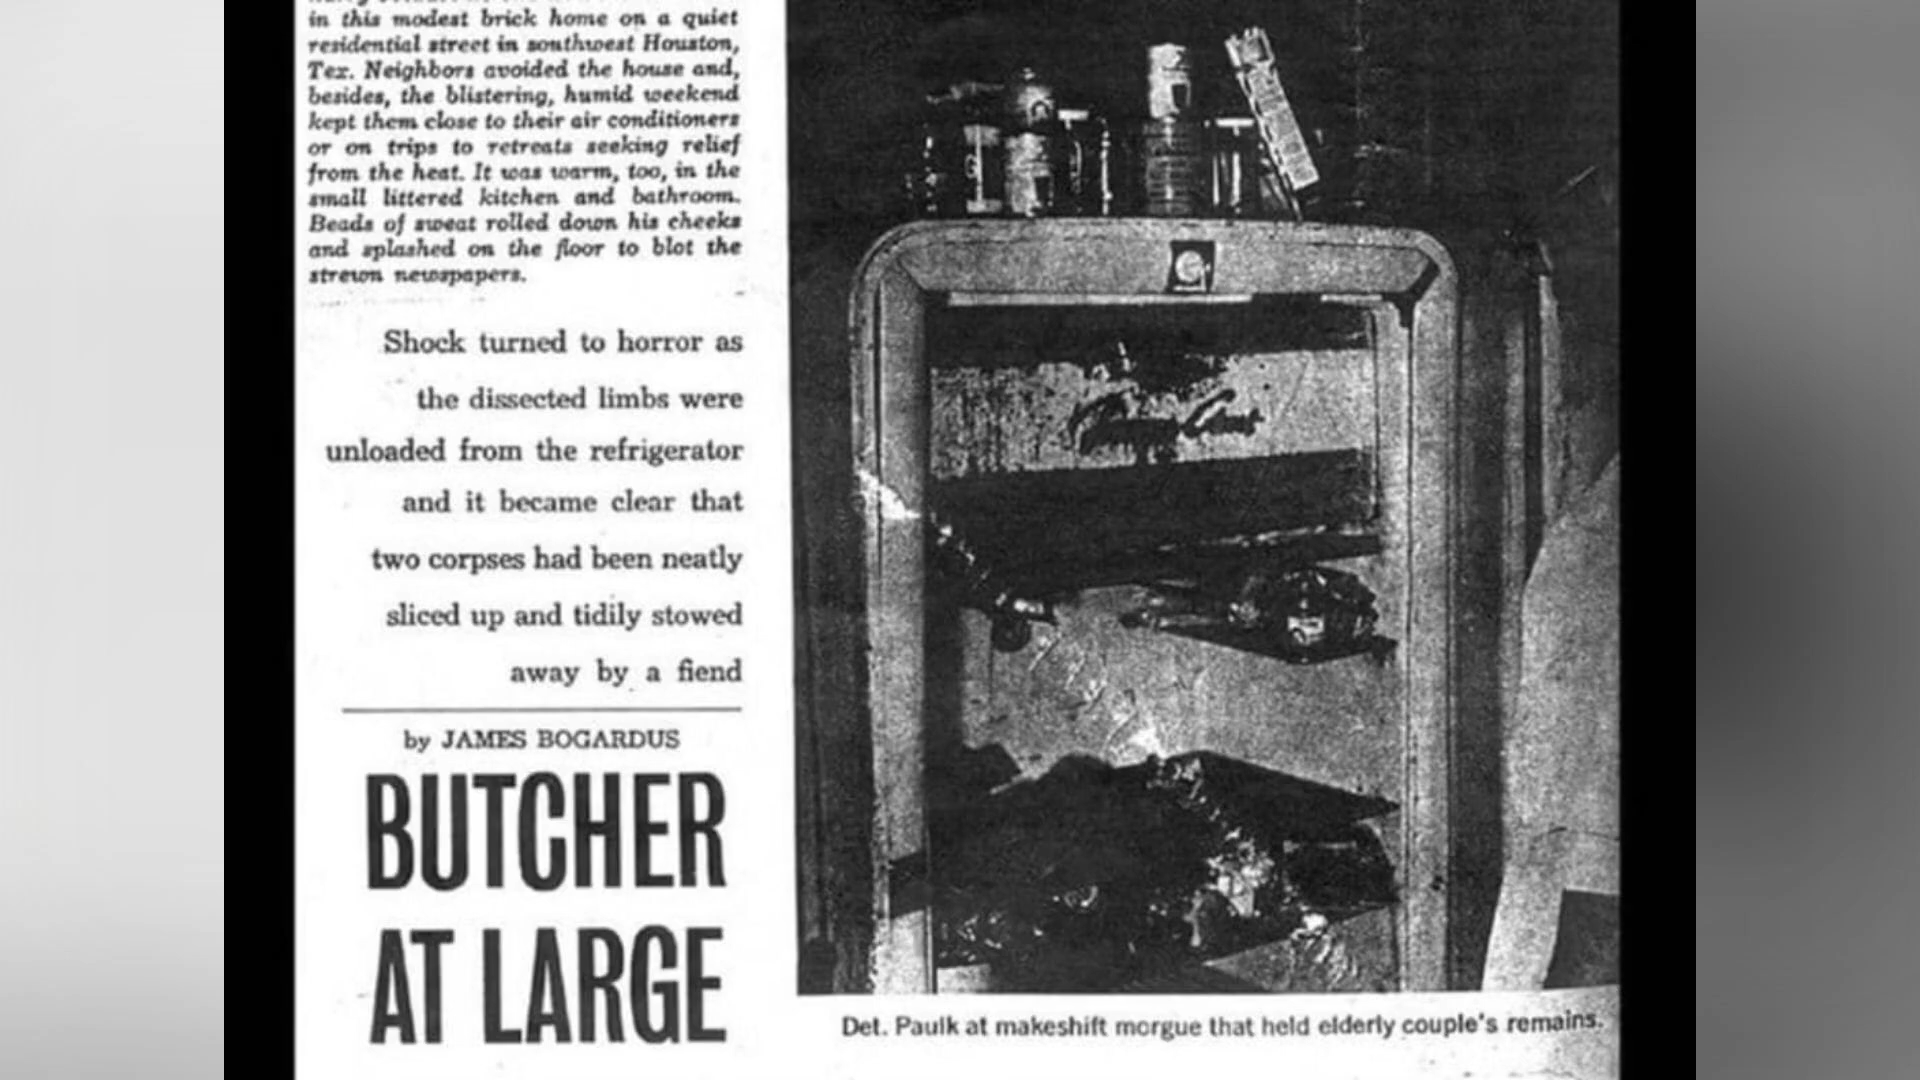 in this modest brick home on a quiet
residential street in southwest Houston,
Tex. Neighbors avoided the house and,
besides, the blistering, humid weekend
kept them close to their air conditioners
or on trips to retreats seeking relief
from the heat. It was warm, too, in the
small littered kitchen and bathroom.
Beads of sweat rolled down his cheeks
and splashed on the floor to blot the
strewn newspapers.
Shock turned to horror as
the dissected limbs were
unloaded from the refrigerator
and it became clear that
two corpses had been neatly
sliced up and tidily stowed
away by a fiend
by JAMES BOGARDUS
BUTCHER
AT LARGE
Det. Paulk at makeshift morgue that held elderly couple's remains.